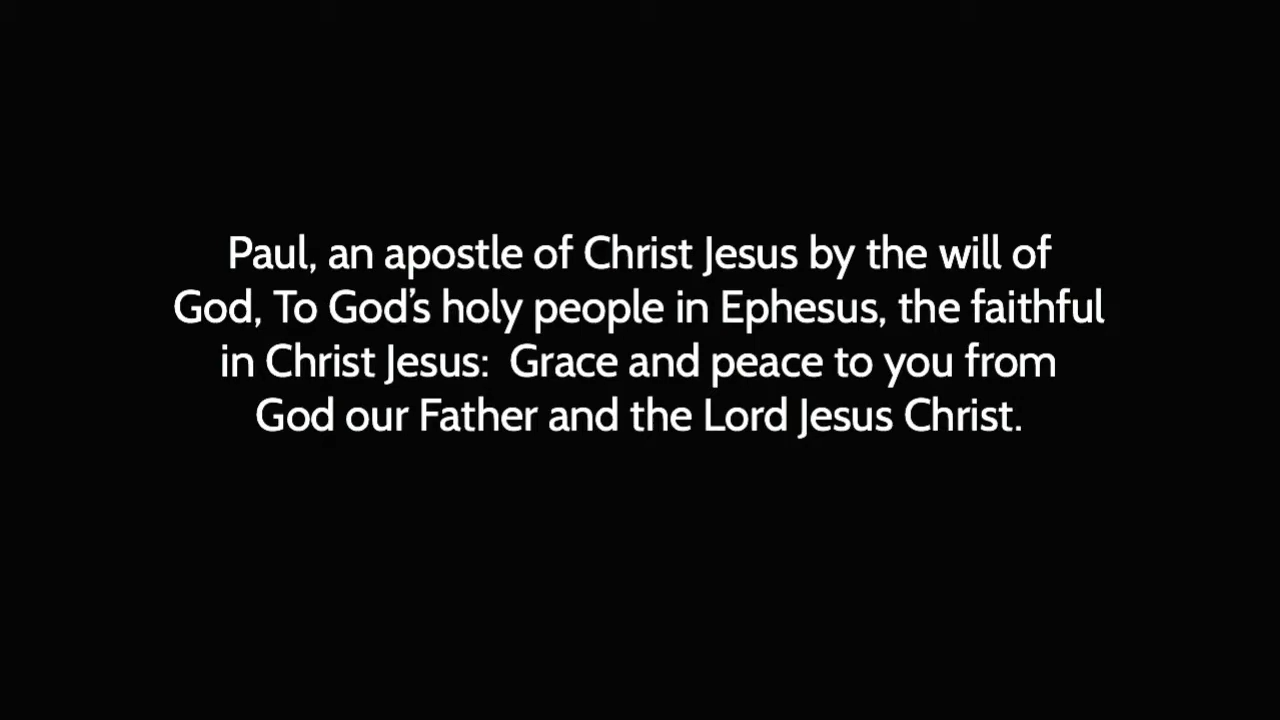 Paul, an apostle of Christ Jesus by the will of
God, To God’s holy people in Ephesus, the faithful
in Christ Jesus:  Grace and peace to you from
God our Father and the Lord Jesus Christ.